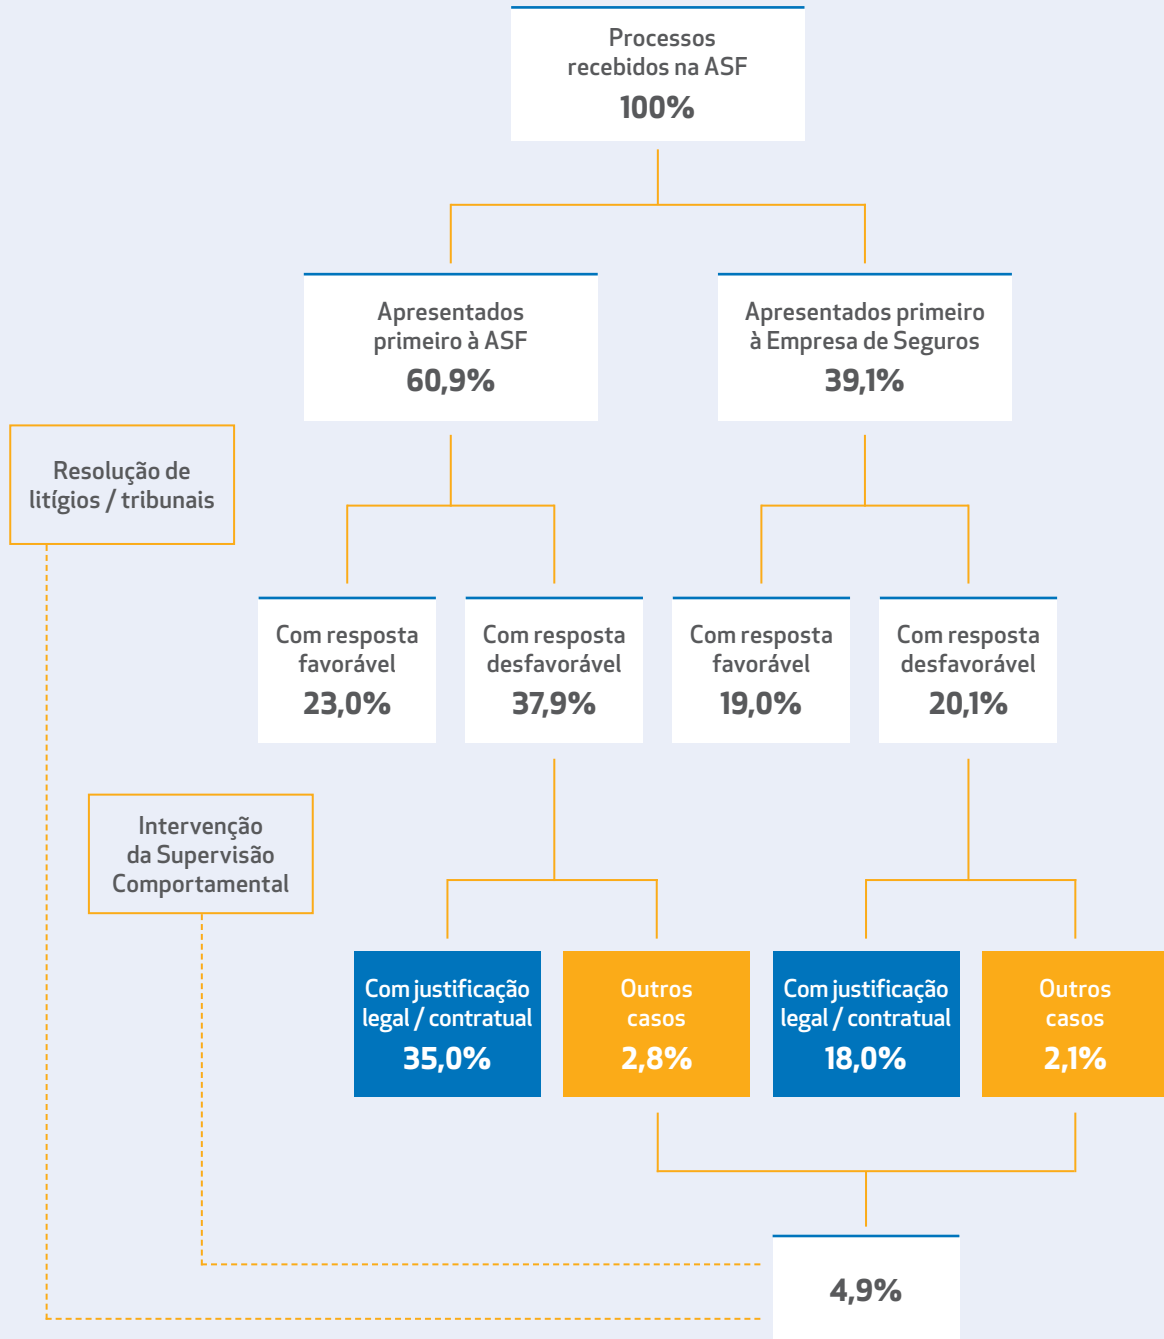 Processos
recebidos na ASF
100%
Apresentados
primeiro à ASF
60,9%
Apresentados primeiro
à Empresa de Seguros
39,1%
Resolução de
litígios / tribunais
Com resposta
favorável
23,0%
Com resposta
desfavorável
37,9%
Com resposta
favorável
19,0%
Com resposta
desfavorável
20,1%
Intervenção
da Supervisão
Comportamental
Com justificação
legal / contratual
35,0%
Outros
casos
2,8%
Com justificação
legal / contratual
18,0%
Outros
casos
2,1%
4,9%